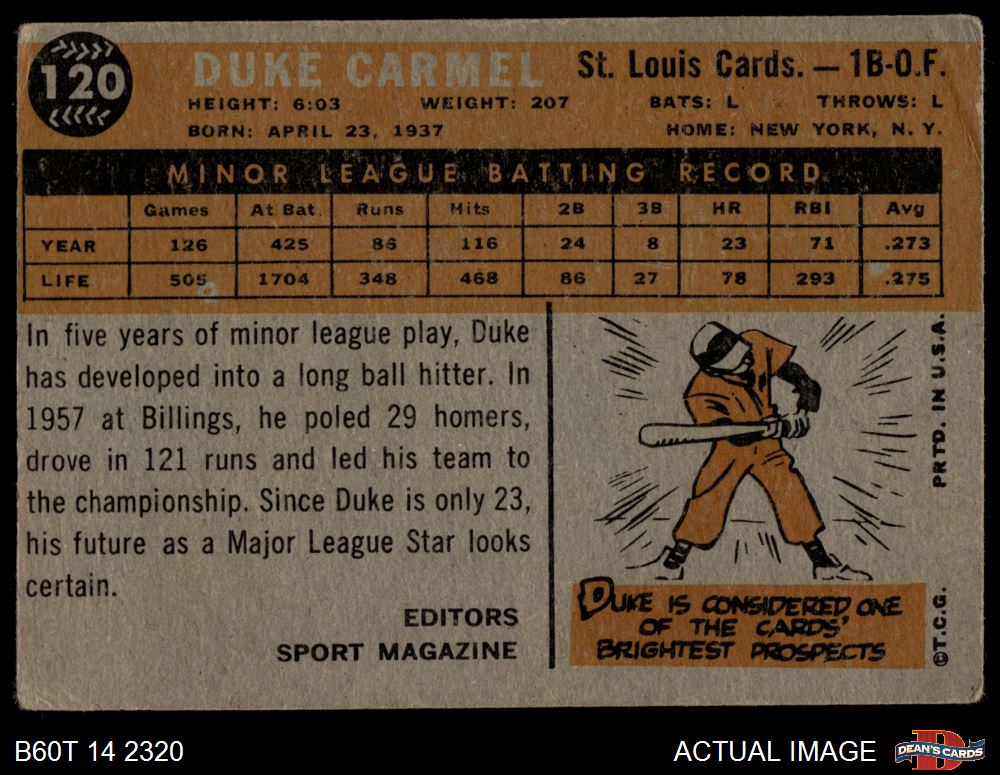 120
DUKE CARMEL St. Louis Cards. — 1B-O.F.
HEIGHT: 6:03 WEIGHT: 207 BATS: L THROWS: L
BORN: APRIL 23, 1937 HOME: NEW YORK, N. Y.
MINOR LEAGUE BATTING RECORD
Games At Bat Runs Hits 2B 3B HR RBI Avg
YEAR 126 425 86 116 24 8 23 71 .273
LIFE 505 1704 348 468 86 27 78 293 .275
In five years of minor league play, Duke
has developed into a long ball hitter. In
1957 at Billings, he poled 29 homers,
drove in 121 runs and led his team to
the championship. Since Duke is only 23,
his future as a Major League Star looks
certain.
EDITORS
SPORT MAGAZINE
DUKE IS CONSIDERED ONE
OF THE CARDS'
BRIGHTEST PROSPECTS
©T.C.G. PRTD. IN U.S.A.
B60T 14 2320 ACTUAL IMAGE
DEAN'S CARDS